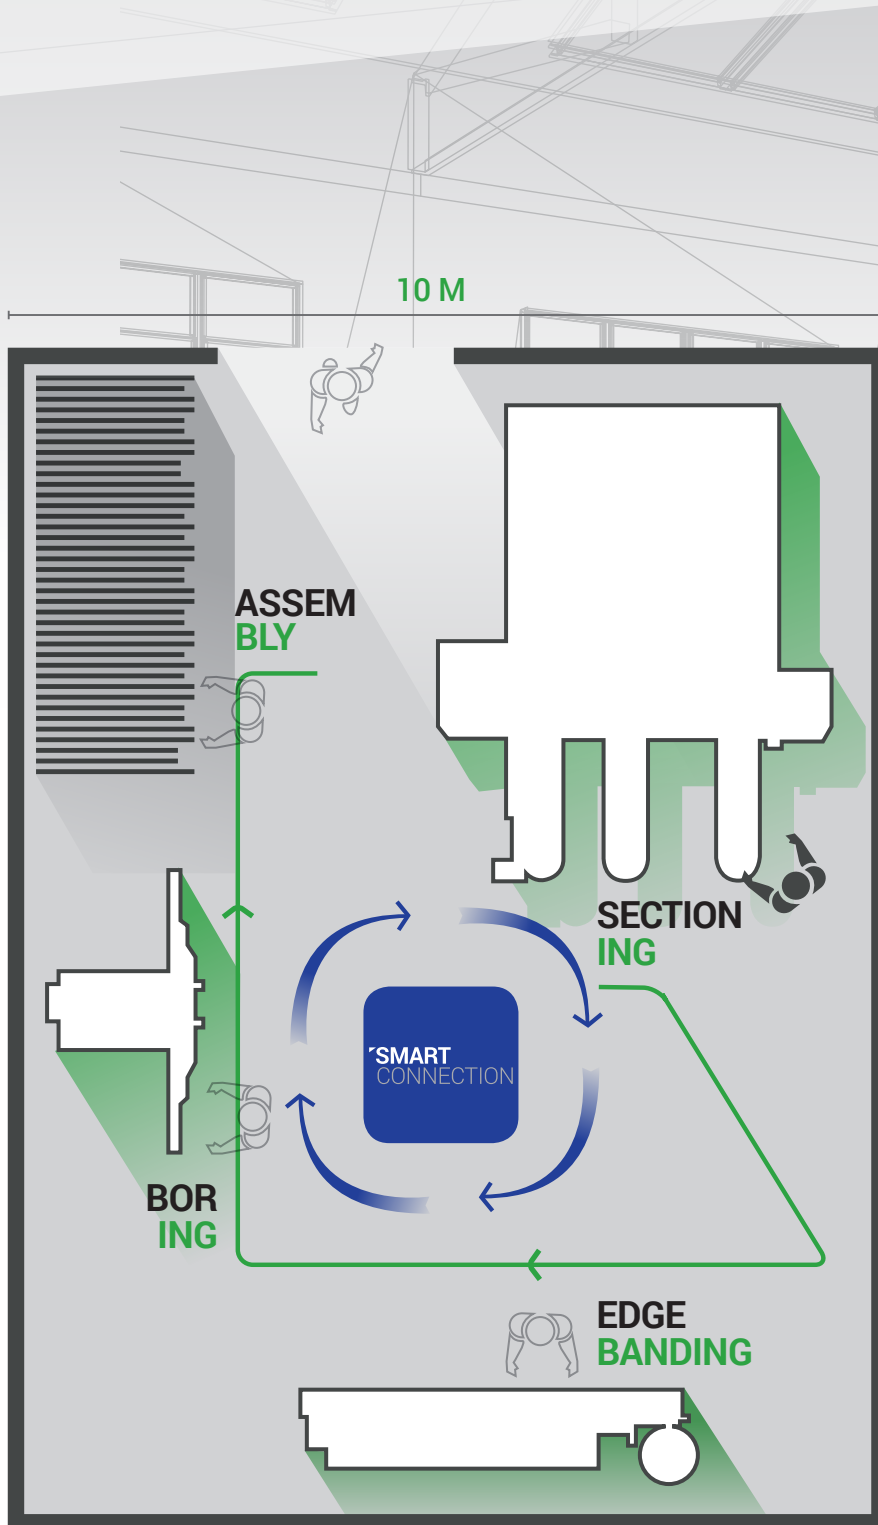 10 M
ASSEM
BLY
SECTION
ING
SMART
CONNECTION
BOR
ING
EDGE
BANDING